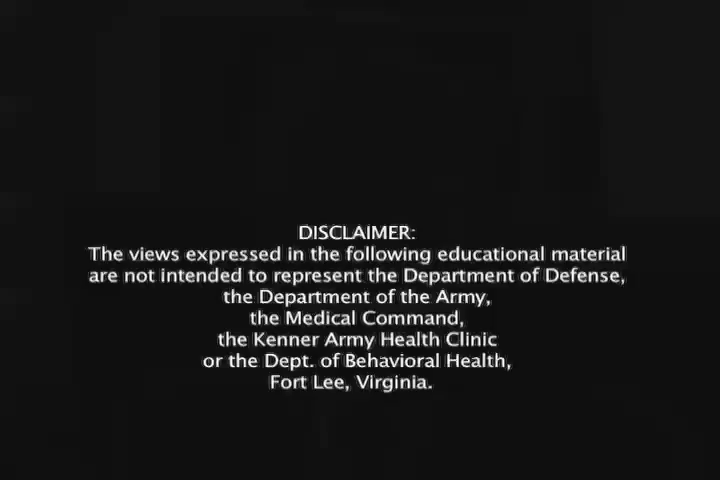 DISCLAIMER:
The views expressed in the following educational material
are not intended to represent the Department of Defense,
the Department of the Army,
the Medical Command,
the Kenner Army Health Clinic
or the Dept. of Behavioral Health,
Fort Lee, Virginia.